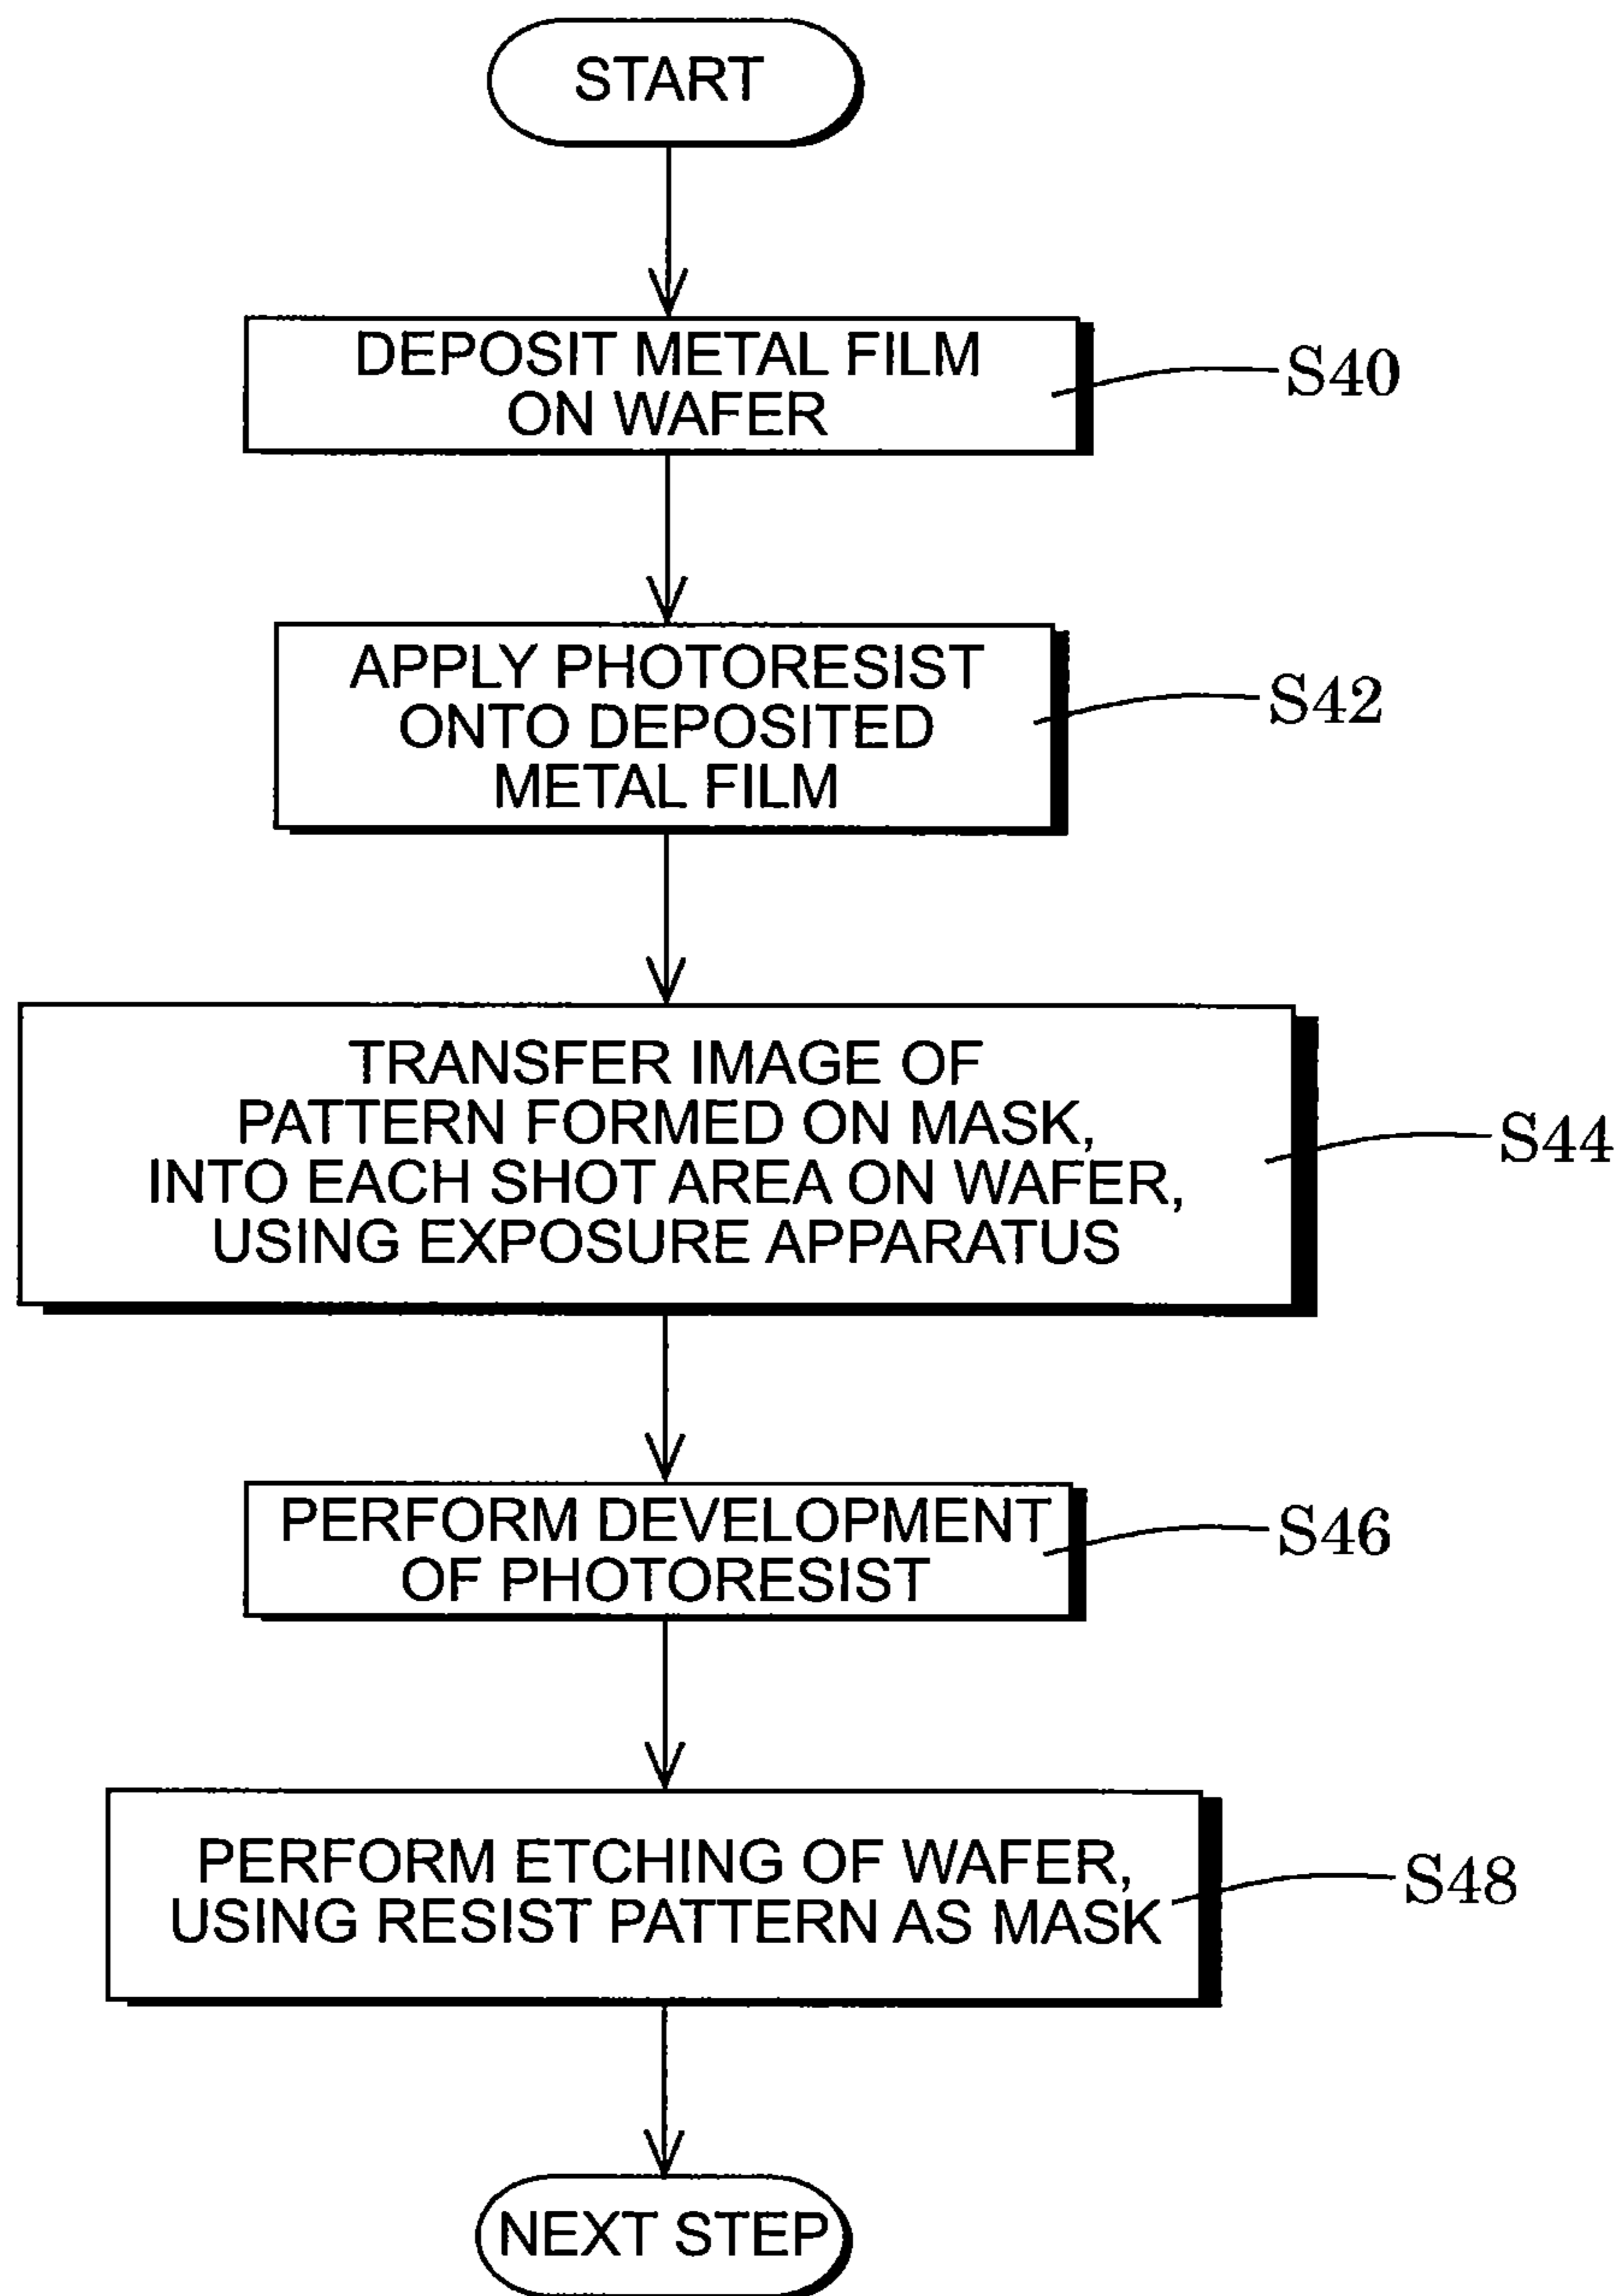 START
DEPOSIT METAL FILM
ON WAFER
S40
APPLY PHOTORESIST
ONTO DEPOSITED
METAL FILM
S42
TRANSFER IMAGE OF
PATTERN FORMED ON MASK,
INTO EACH SHOT AREA ON WAFER,
USING EXPOSURE APPARATUS
S44
PERFORM DEVELOPMENT
OF PHOTORESIST
S46
PERFORM ETCHING OF WAFER,
USING RESIST PATTERN AS MASK
S48
NEXT STEP